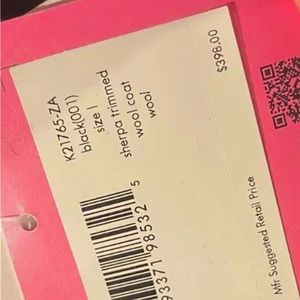 K21765-ZA
black(001)
size l
sherpa trimmed
wool coat
wool
93371 98532 5
$398.00
Mfr Suggested Retail Price